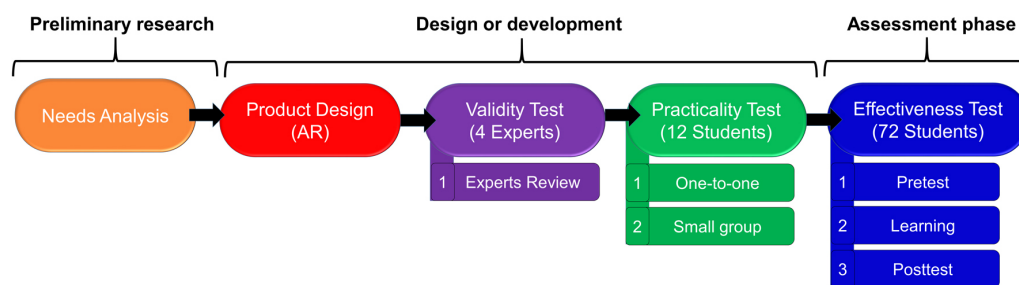 Preliminary research
Design or development
Assessment phase
Needs Analysis
Product Design
(AR)
Validity Test
(4 Experts)
Practicality Test
(12 Students)
Effectiveness Test
(72 Students)
1 Experts Review
1 One-to-one
2 Small group
1 Pretest
2 Learning
3 Posttest